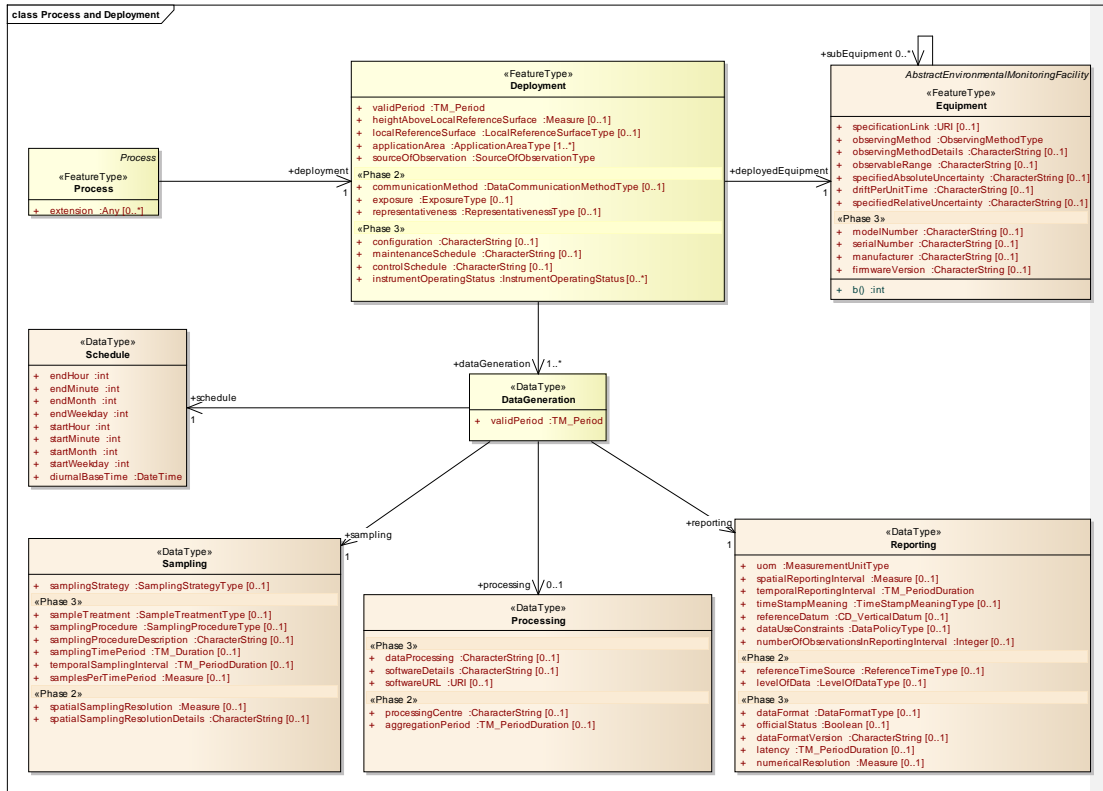 class Process and Deployment
+subEquipment 0..*
«FeatureType»
Deployment
+ validPeriod :TM_Period
+ heightAboveLocalReferenceSurface :Measure [0..1]
+ localReferenceSurface :LocalReferenceSurfaceType [0..1]
+ applicationArea :ApplicationAreaType [1..*]
+ sourceOfObservation :SourceOfObservationType
«Phase 2»
+ communicationMethod :DataCommunicationMethodType [0..1]
+ exposure :ExposureType [0..1]
+ representativeness :RepresentativenessType [0..1]
«Phase 3»
+ configuration :CharacterString [0..1]
+ maintenanceSchedule :CharacterString [0..1]
+ controlSchedule :CharacterString [0..1]
+ instrumentOperatingStatus :InstrumentOperatingStatus [0..*]
AbstractEnvironmentalMonitoringFacility
«FeatureType»
Equipment
+ specificationLink :URI [0..1]
+ observingMethod :ObservingMethodType
+ observingMethodDetails :CharacterString [0..1]
+ observableRange :CharacterString [0..1]
+ specifiedAbsoluteUncertainty :CharacterString [0..1]
+ driftPerUnitTime :CharacterString [0..1]
+ specifiedRelativeUncertainty :CharacterString [0..1]
«Phase 3»
+ modelNumber :CharacterString [0..1]
+ serialNumber :CharacterString [0..1]
+ manufacturer :CharacterString [0..1]
+ firmwareVersion :CharacterString [0..1]
+ b() :int
Process
«FeatureType»
Process
+ extension :Any [0..*]
+deployment
1
+deployedEquipment
1
+dataGeneration 1..*
«DataType»
Schedule
+ endHour :int
+ endMinute :int
+ endMonth :int
+ endWeekday :int
+ startHour :int
+ startMinute :int
+ startMonth :int
+ startWeekday :int
+ diurnalBaseTime :DateTime
+schedule
1
«DataType»
DataGeneration
+ validPeriod :TM_Period
+sampling
1
+processing 0..1
+reporting
1
«DataType»
Sampling
+ samplingStrategy :SamplingStrategyType [0..1]
«Phase 3»
+ sampleTreatment :SampleTreatmentType [0..1]
+ samplingProcedure :SamplingProcedureType [0..1]
+ samplingProcedureDescription :CharacterString [0..1]
+ samplingTimePeriod :TM_Duration [0..1]
+ temporalSamplingInterval :TM_PeriodDuration [0..1]
+ samplesPerTimePeriod :Measure [0..1]
«Phase 2»
+ spatialSamplingResolution :Measure [0..1]
+ spatialSamplingResolutionDetails :CharacterString [0..1]
«DataType»
Processing
«Phase 3»
+ dataProcessing :CharacterString [0..1]
+ softwareDetails :CharacterString [0..1]
+ softwareURL :URI [0..1]
«Phase 2»
+ processingCentre :CharacterString [0..1]
+ aggregationPeriod :TM_PeriodDuration [0..1]
«DataType»
Reporting
+ uom :MeasurementUnitType
+ spatialReportingInterval :Measure [0..1]
+ temporalReportingInterval :TM_PeriodDuration
+ timeStampMeaning :TimeStampMeaningType [0..1]
+ referenceDatum :CD_VerticalDatum [0..1]
+ dataUseConstraints :DataPolicyType [0..1]
+ numberOfObservationsInReportingInterval :Integer [0..1]
«Phase 2»
+ referenceTimeSource :ReferenceTimeType [0..1]
+ levelOfData :LevelOfDataType [0..1]
«Phase 3»
+ dataFormat :DataFormatType [0..1]
+ officialStatus :Boolean [0..1]
+ dataFormatVersion :CharacterString [0..1]
+ latency :TM_PeriodDuration [0..1]
+ numericalResolution :Measure [0..1]